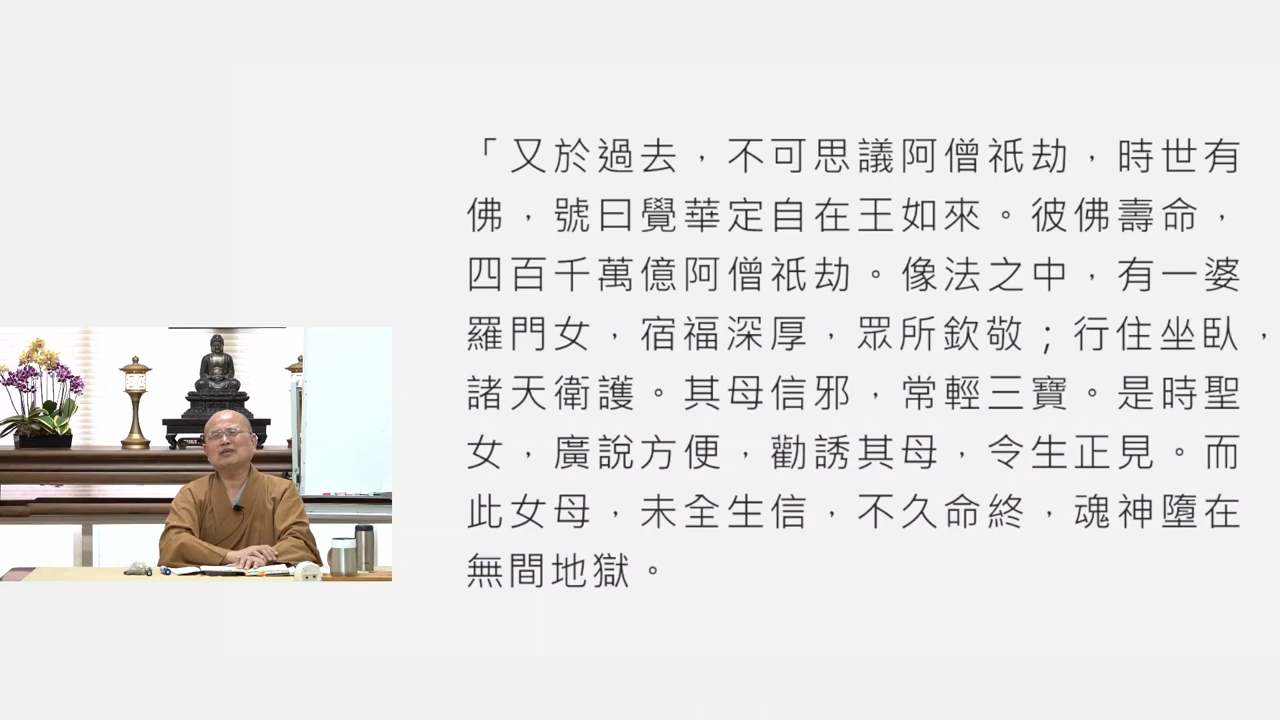 「又於過去，不可思議阿僧祇劫，時世有
佛，號曰覺華定自在王如來。彼佛壽命，
四百千萬億阿僧祇劫。像法之中，有一婆
羅門女，宿福深厚，眾所欽敬；行住坐臥，
諸天衛護。其母信邪，常輕三寶。是時聖
女，廣說方便，勸誘其母，令生正見。而
此女母，未全生信，不久命終，魂神墮在
無間地獄。